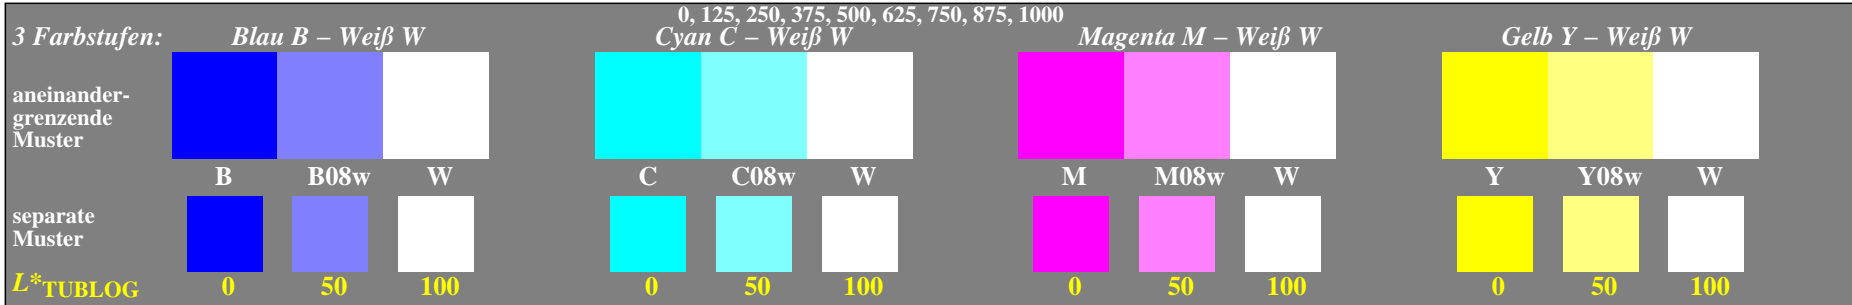 0, 125, 250, 375, 500, 625, 750, 875, 1000
3 Farbstufen: Blau B – Weiß W Cyan C – Weiß W Magenta M – Weiß W Gelb Y – Weiß W
aneinander-
grenzende
Muster
B B08w W C C08w W M M08w W Y Y08w W
separate
Muster
L*TUBLOG 0 50 100 0 50 100 0 50 100 0 50 100